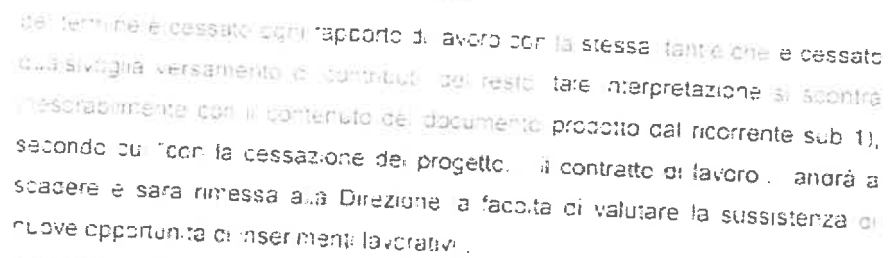 del termine è cessato ogni rapporto di lavoro con la stessa tant'è che è cessato
qualsivoglia versamento di contributi del resto tale interpretazione si scontra
inesorabilmente con il contenuto del documento prodotto dal ricorrente sub 1),
secondo cui "con la cessazione del progetto... il contratto di lavoro... andrà a
scadere e sarà rimessa alla Direzione la facoltà di valutare la sussistenza di
nuove opportunità di inserimenti lavorativi".